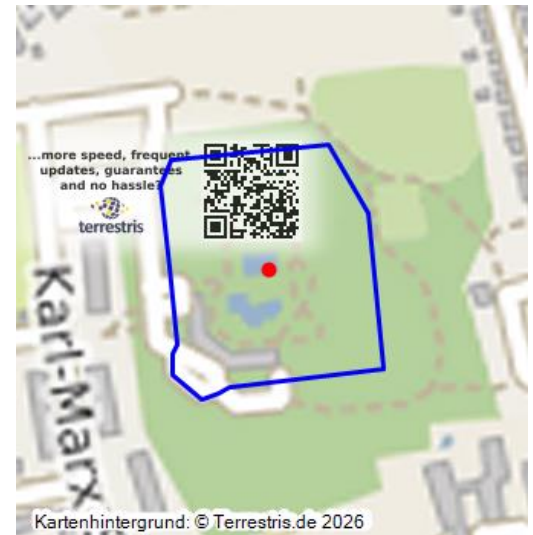 ...more speed, frequent
updates, guarantees
and no hassle?
terrestris
Karl-Marx
Kartenhintergrund: © Terrestris.de 2026